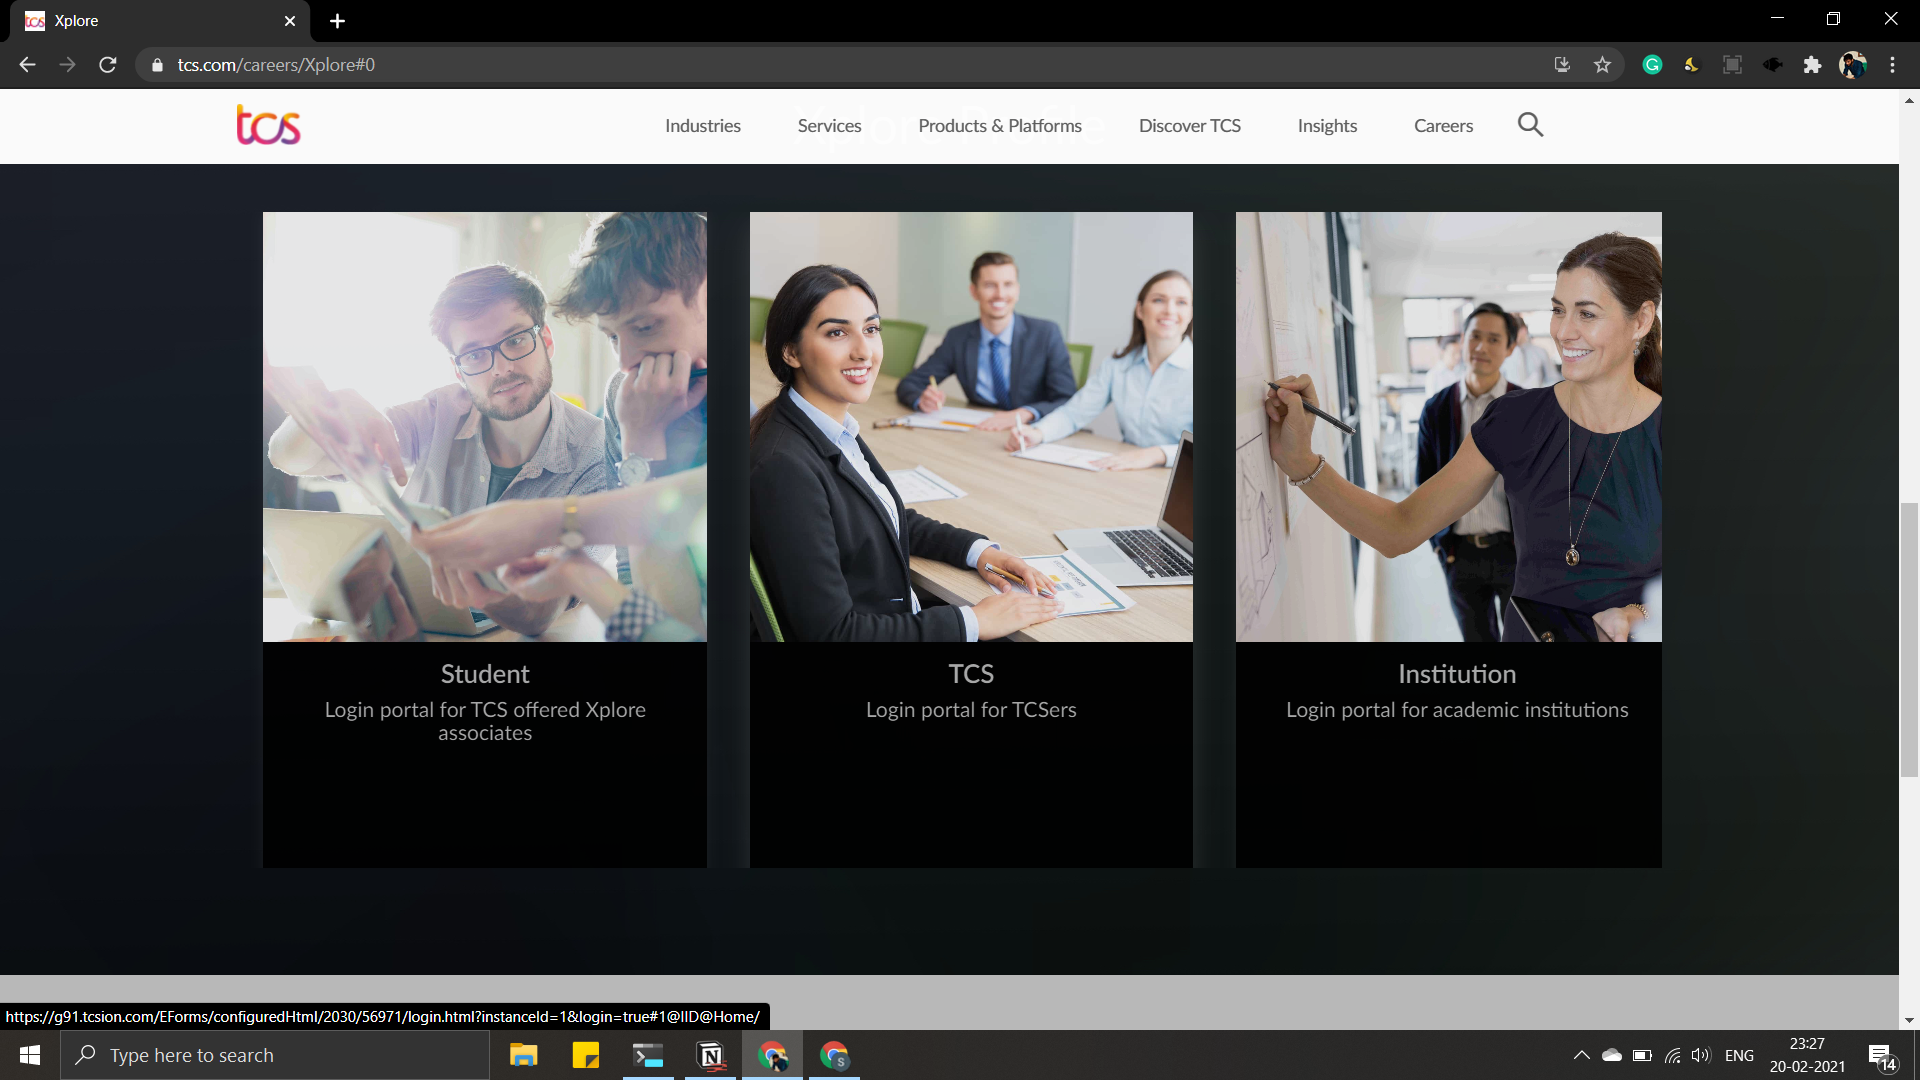 Xplore
tcs.com/careers/Xplore#0
tcs
Industries
Services
Products & Platforms
Discover TCS
Insights
Careers
Xplore Profile
Student
Login portal for TCS offered Xplore
associates
TCS
Login portal for TCSers
Institution
Login portal for academic institutions
https://g91.tcsion.com/EForms/configuredHtml/2030/56971/login.html?instanceId=1&login=true#1@IID@Home/
Type here to search
ENG
23:27
20-02-2021
14